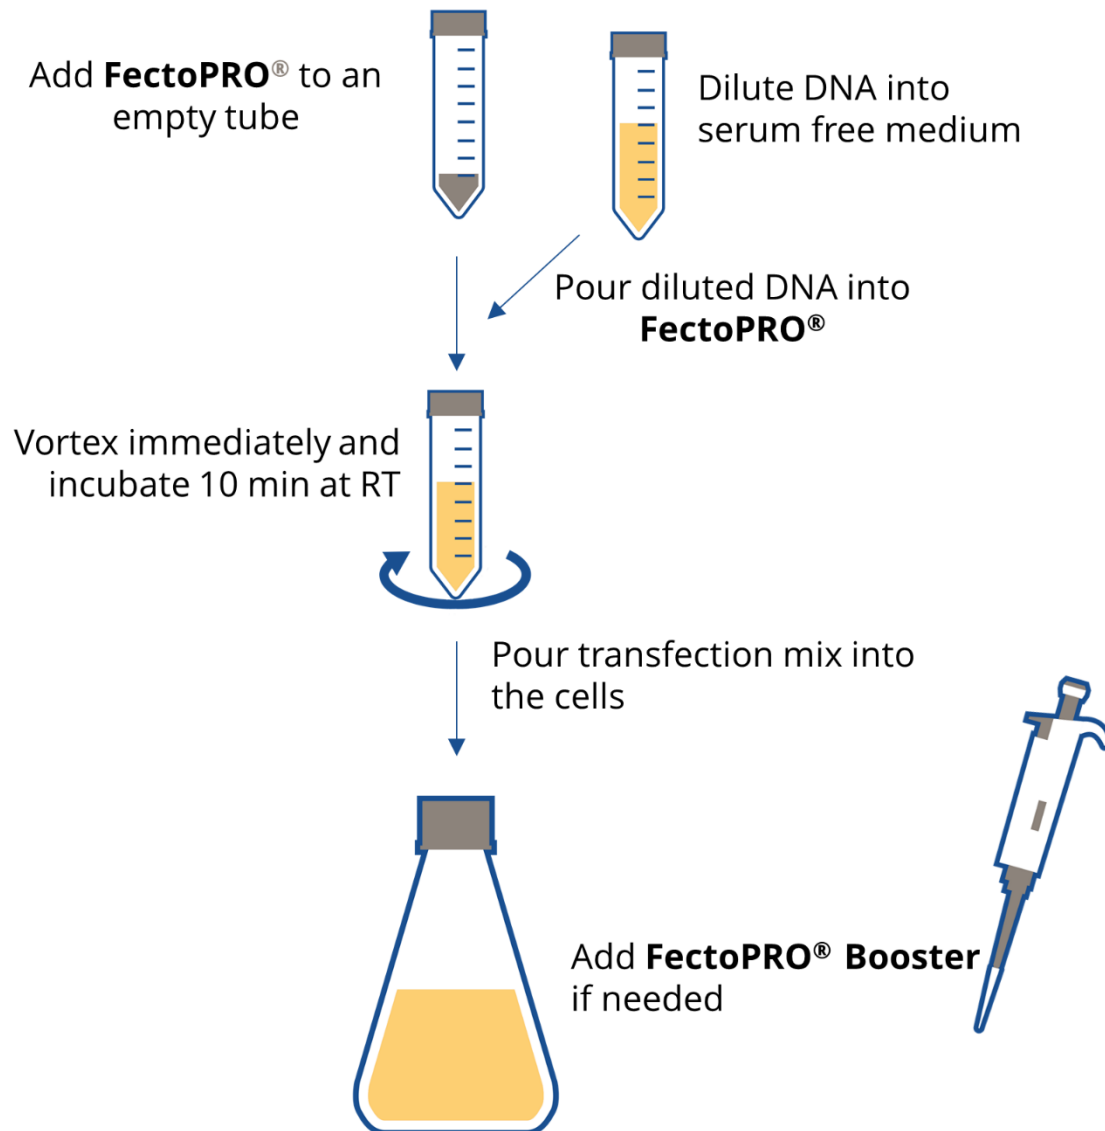 Add FectoPRO® to an
empty tube
Dilute DNA into
serum free medium
Pour diluted DNA into
FectoPRO®
Vortex immediately and
incubate 10 min at RT
Pour transfection mix into
the cells
Add FectoPRO® Booster
if needed